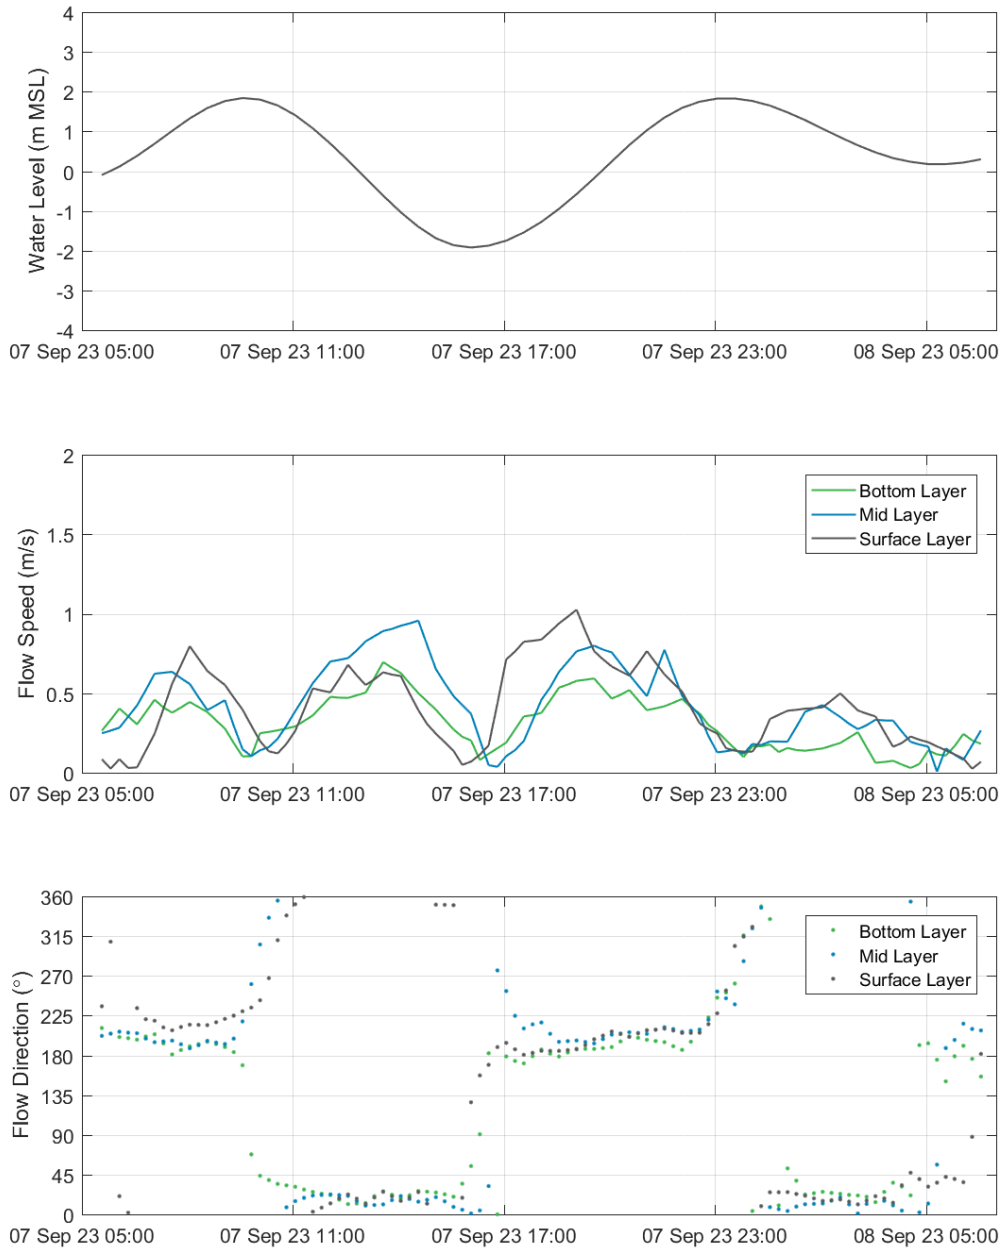 4
3
2
1
0
-1
-2
-3
-4
Water Level (m MSL)
07 Sep 23 05:00 07 Sep 23 11:00 07 Sep 23 17:00 07 Sep 23 23:00 08 Sep 23 05:00
2
1.5
1
0.5
0
Flow Speed (m/s)
Bottom Layer
Mid Layer
Surface Layer
07 Sep 23 05:00 07 Sep 23 11:00 07 Sep 23 17:00 07 Sep 23 23:00 08 Sep 23 05:00
360
315
270
225
180
135
90
45
0
Flow Direction (°)
Bottom Layer
Mid Layer
Surface Layer
07 Sep 23 05:00 07 Sep 23 11:00 07 Sep 23 17:00 07 Sep 23 23:00 08 Sep 23 05:00